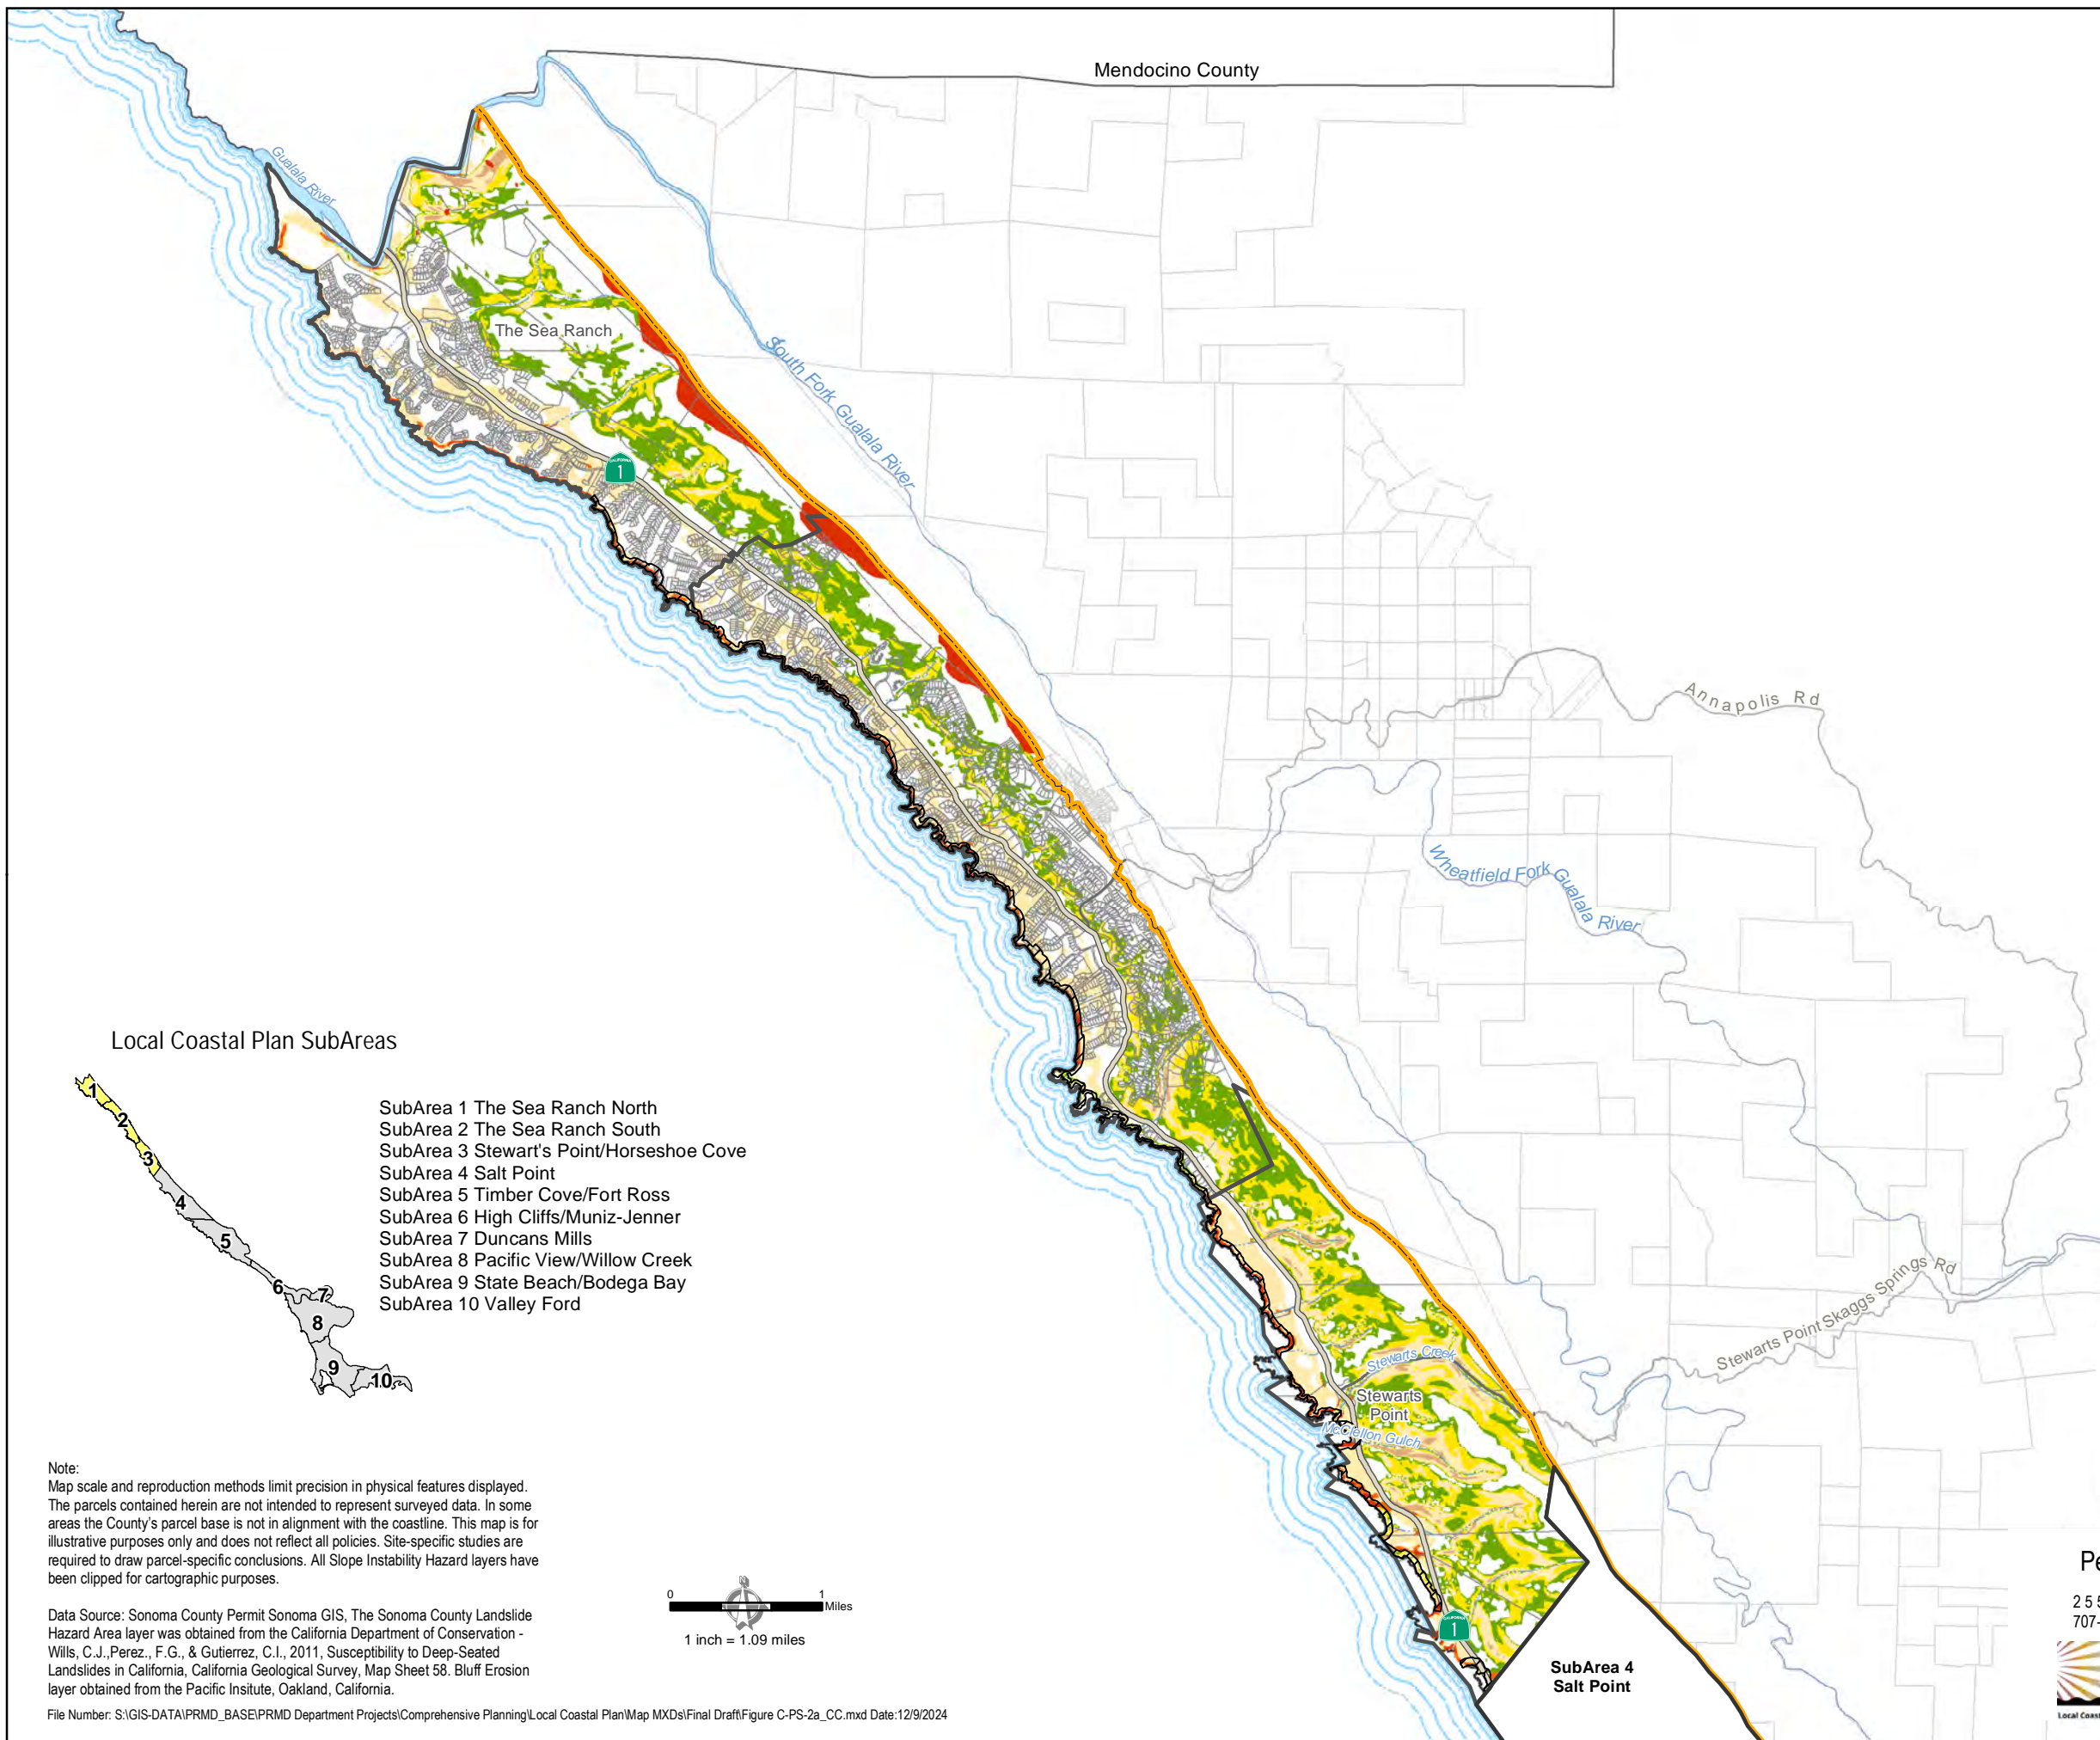 Mendocino County
Gualala River
The Sea Ranch
South Fork Gualala River
CALIFORNIA
1
Annapolis Rd
Wheatfield Fork Gualala River
Local Coastal Plan SubAreas
1
2
3
4
5
6
7
8
9
10
SubArea 1 The Sea Ranch North
SubArea 2 The Sea Ranch South
SubArea 3 Stewart's Point/Horseshoe Cove
SubArea 4 Salt Point
SubArea 5 Timber Cove/Fort Ross
SubArea 6 High Cliffs/Muniz-Jenner
SubArea 7 Duncans Mills
SubArea 8 Pacific View/Willow Creek
SubArea 9 State Beach/Bodega Bay
SubArea 10 Valley Ford
Stewarts Point Skaggs Springs Rd
Stewarts Creek
Stewarts
Point
McClellon Gulch
Note:
Map scale and reproduction methods limit precision in physical features displayed.
The parcels contained herein are not intended to represent surveyed data. In some
areas the County's parcel base is not in alignment with the coastline. This map is for
illustrative purposes only and does not reflect all policies. Site-specific studies are
required to draw parcel-specific conclusions. All Slope Instability Hazard layers have
been clipped for cartographic purposes.
Data Source: Sonoma County Permit Sonoma GIS, The Sonoma County Landslide
Hazard Area layer was obtained from the California Department of Conservation -
Wills, C.J.,Perez., F.G., & Gutierrez, C.I., 2011, Susceptibility to Deep-Seated
Landslides in California, California Geological Survey, Map Sheet 58. Bluff Erosion
layer obtained from the Pacific Insitute, Oakland, California.
0 1
Miles
N
1 inch = 1.09 miles
CALIFORNIA
1
SubArea 4
Salt Point
Pe
2 5 5
707-
Local Coast
File Number: S:\GIS-DATA\PRMD_BASE\PRMD Department Projects\Comprehensive Planning\Local Coastal Plan\Map MXDs\Final Draft\Figure C-PS-2a_CC.mxd Date:12/9/2024